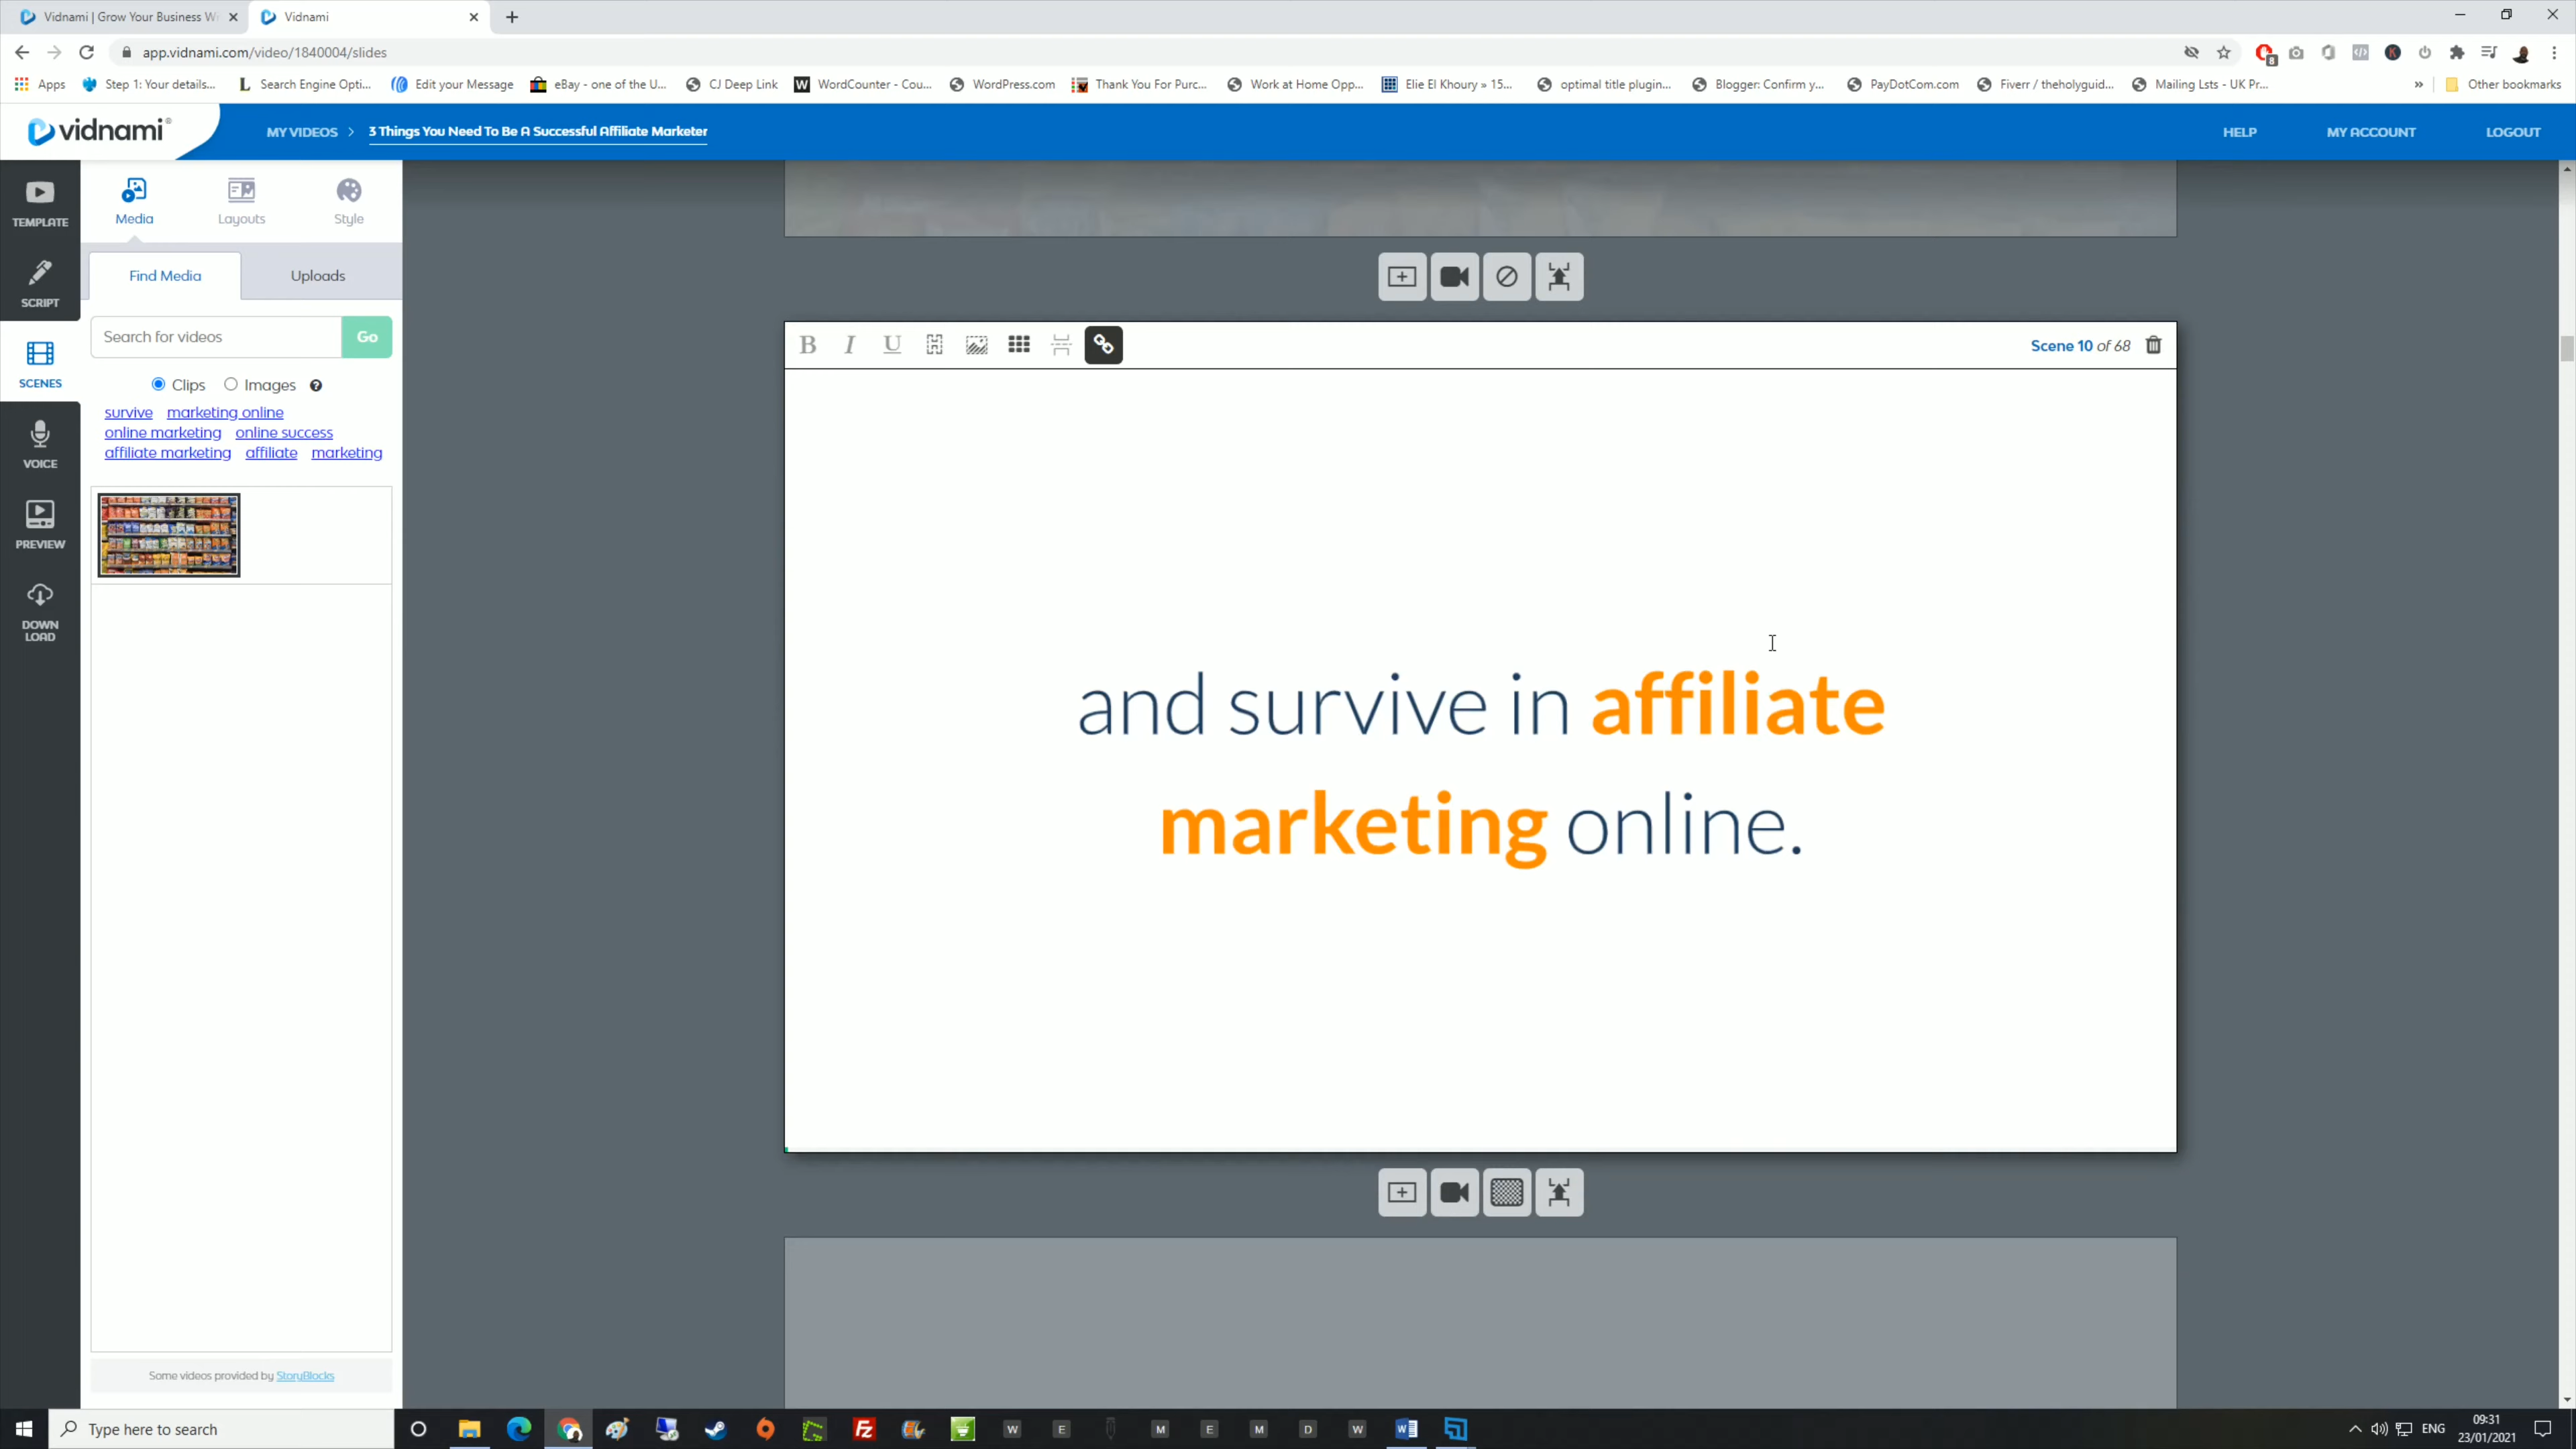 Vidnami | Grow Your Business W
Vidnami
app.vidnami.com/video/1840004/slides
8
Apps
Step 1: Your details...
Search Engine Opti...
Edit your Message
eBay - one of the U...
CJ Deep Link
WordCounter - Cou...
WordPress.com
Thank You For Purc...
Work at Home Opp...
Elie El Khoury » 15...
optimal title plugin...
Blogger: Confirm y...
PayDotCom.com
Fiverr / theholyguid...
Mailing Lsts - UK Pr...
»
Other bookmarks
vidnami®
MY VIDEOS > 3 Things You Need To Be A Successful Affiliate Marketer
HELP
MY ACCOUNT
LOGOUT
TEMPLATE
SCRIPT
SCENES
VOICE
PREVIEW
DOWN
LOAD
Media
Layouts
Style
Find Media
Uploads
Search for videos
Go
Clips
Images
survive marketing online
online marketing online success
affiliate marketing affiliate marketing
Some videos provided by StoryBlocks
B I U
Scene 10 of 68
and survive in affiliate
marketing online.
Type here to search
W
E
M
E
M
D
W
ENG
09:31
23/01/2021